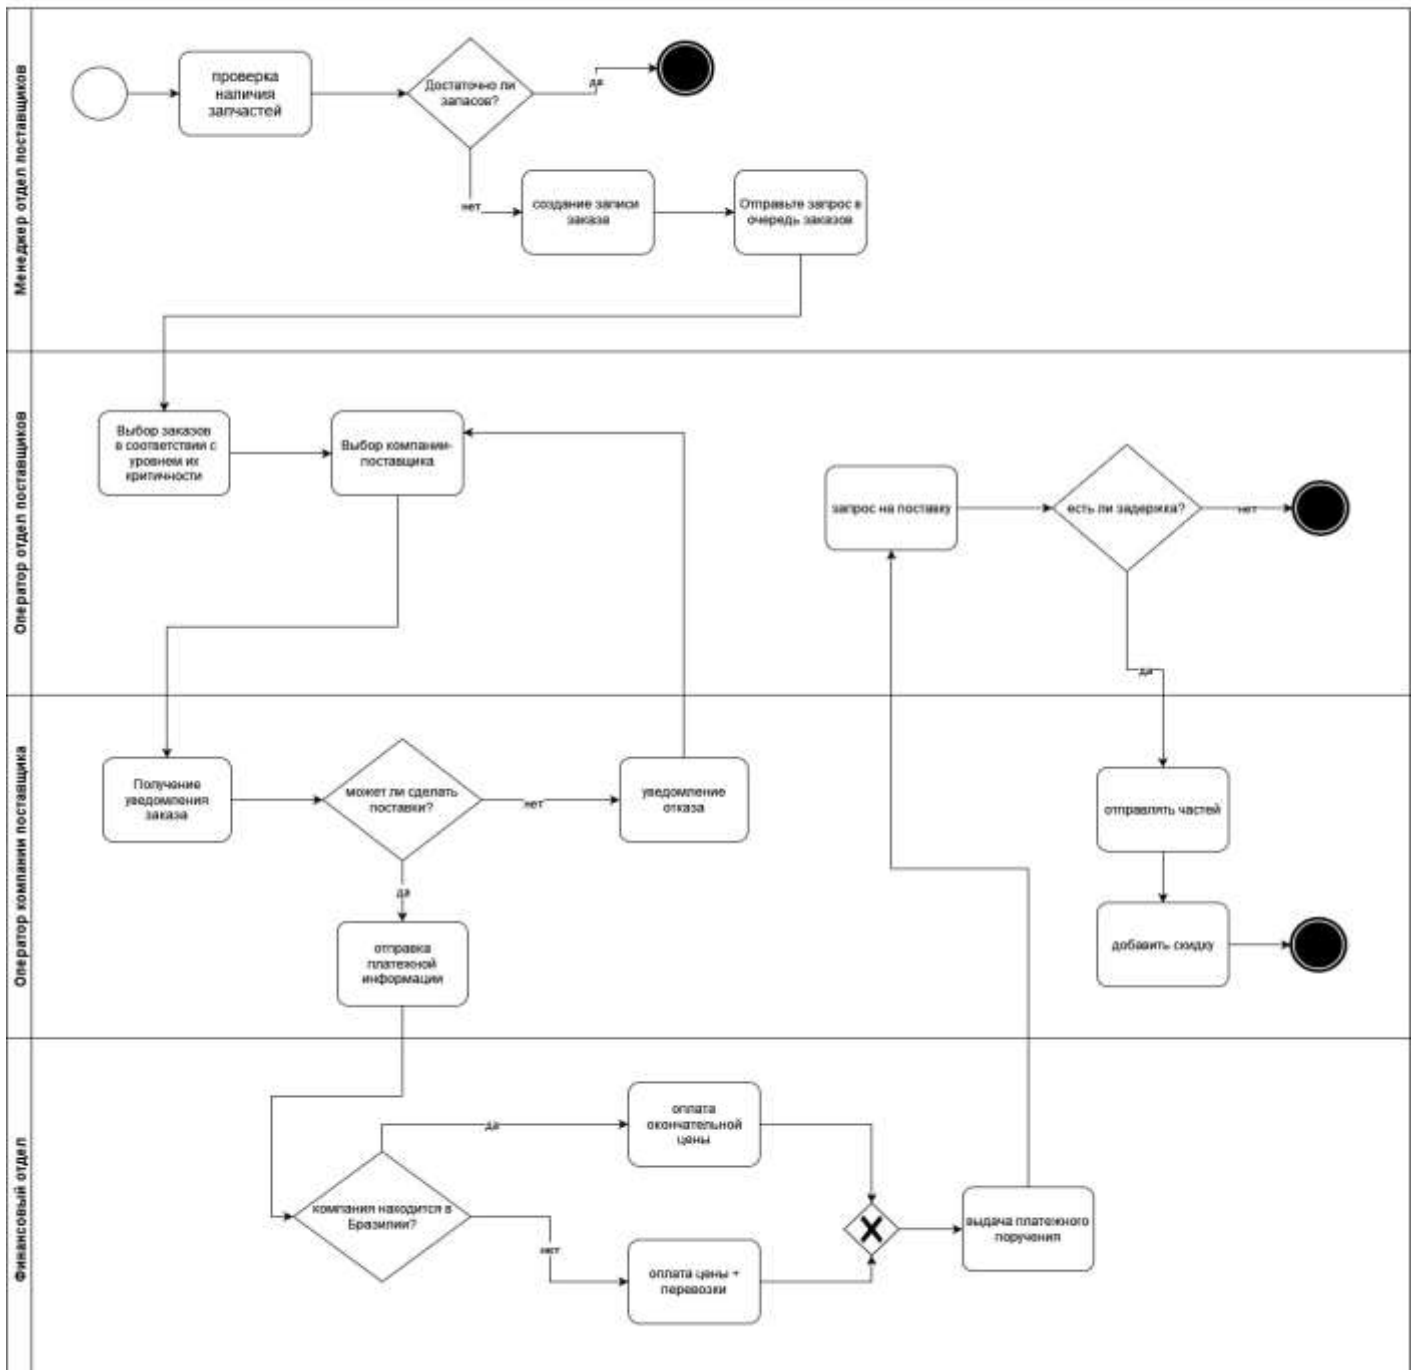 Менеджер отдел поставщиков
проверка
наличия
запчастей
Достаточно ли
запасов?
да
нет
создание записи
заказа
Отправьте запрос в
очередь заказов
Оператор отдел поставщиков
Выбор заказов
в соответствии с
уровнем их
критичности
Выбор компании-
поставщика
запрос на поставку
есть ли задержка?
нет
да
Оператор компании поставщика
Получение
уведомления
заказа
может ли сделать
поставки?
нет
уведомление
отказа
да
отправка
платежной
информации
отправлять частей
добавить скидку
Финансовый отдел
компания находится в
Бразилии?
да
оплата
окончательной
цены
нет
оплата цены +
перевозки
выдача платежного
поручения